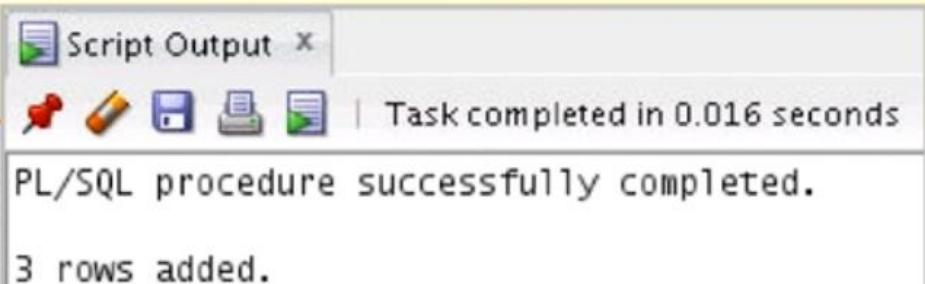 Script Output x
Task completed in 0.016 seconds
PL/SQL procedure successfully completed.
3 rows added.